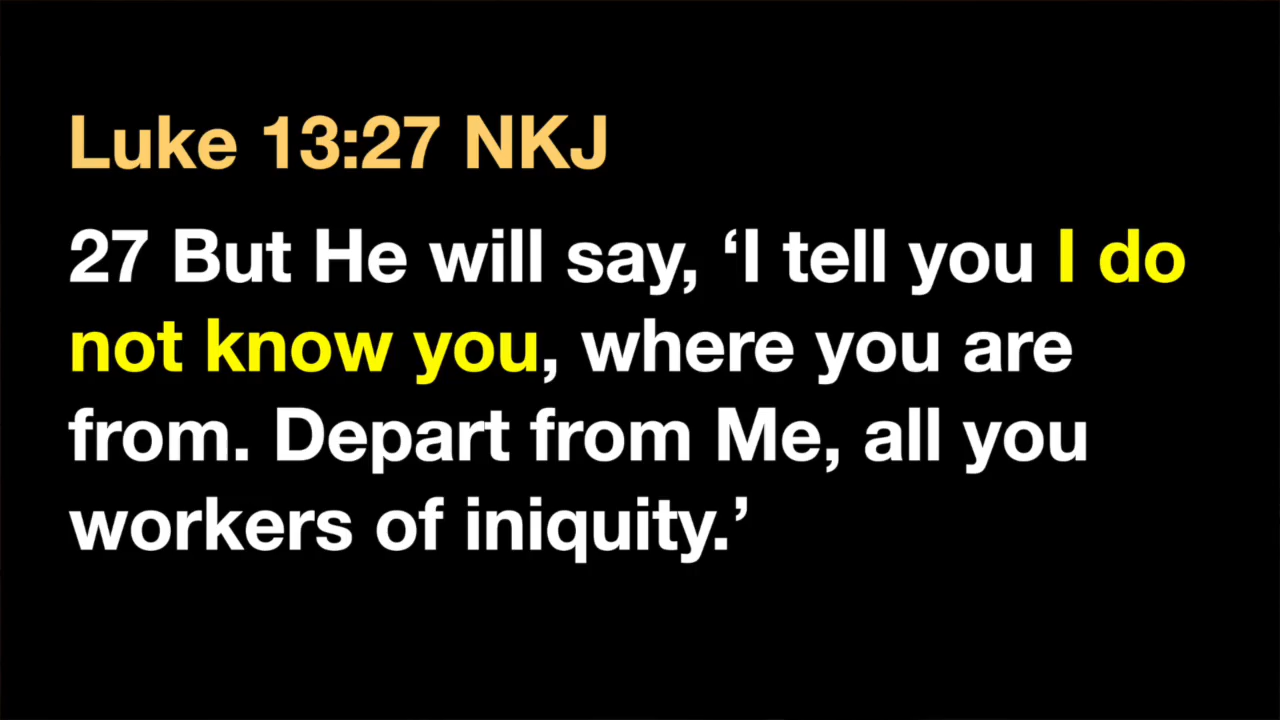 Luke 13:27 NKJ
27 But He will say, ‘I tell you I do
not know you, where you are
from. Depart from Me, all you
workers of iniquity.’